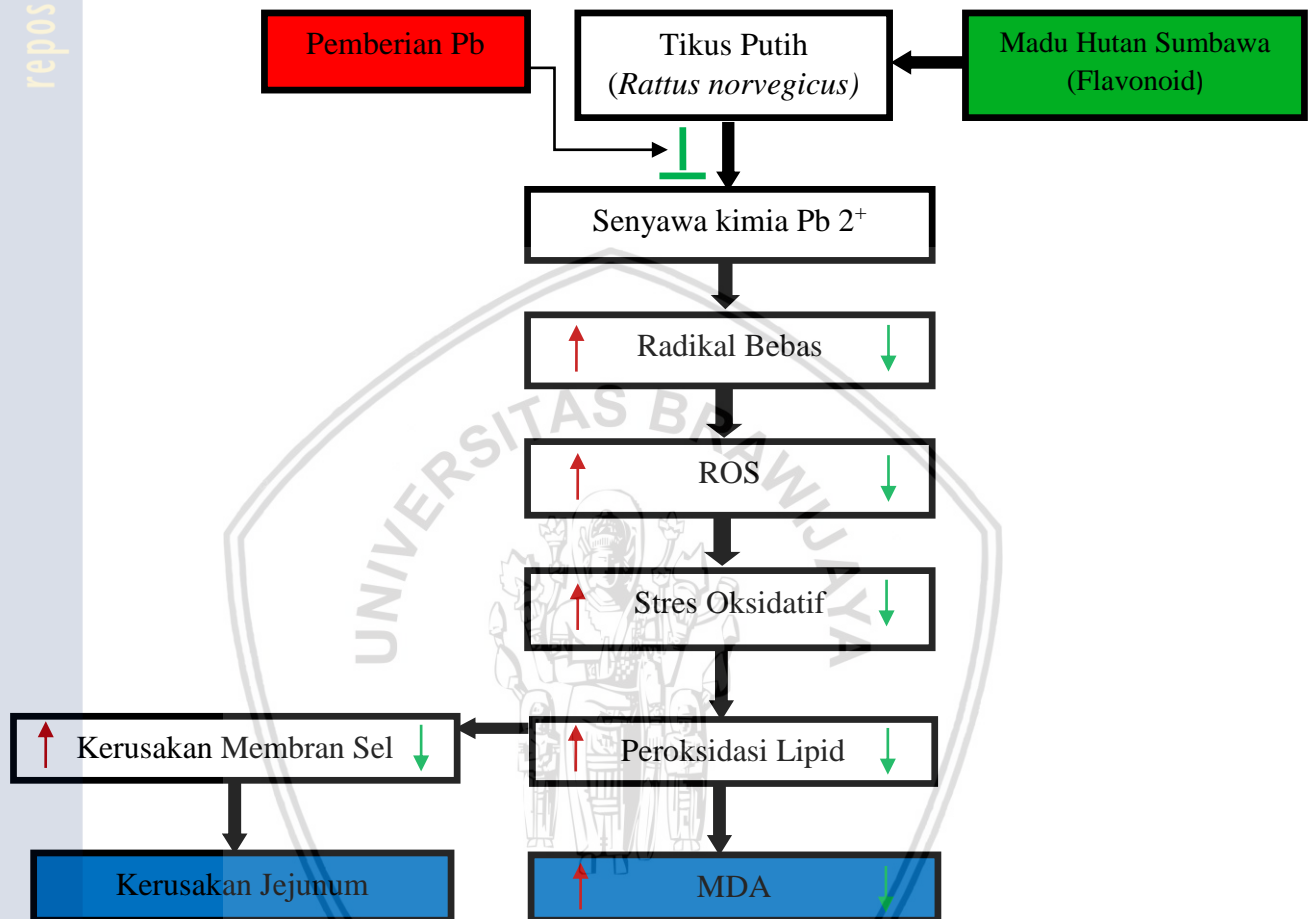 repos
Pemberian Pb
Tikus Putih
(Rattus norvegicus)
Madu Hutan Sumbawa
(Flavonoid)
Senyawa kimia Pb 2+
Radikal Bebas
ROS
UNIVERSITAS BRAWIJAYA
Stres Oksidatif
Kerusakan Membran Sel
Peroksidasi Lipid
Kerusakan Jejunum
MDA